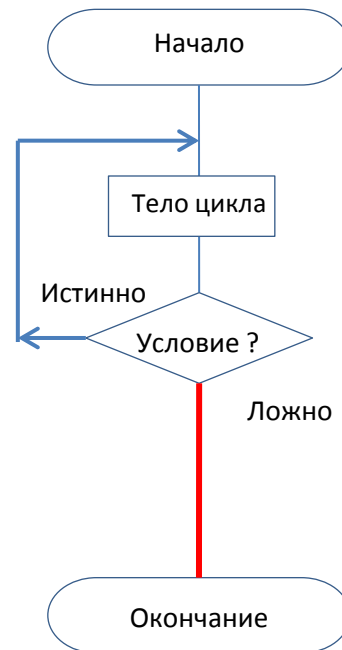 Начало
Тело цикла
Истинно
Условие ?
Ложно
Окончание